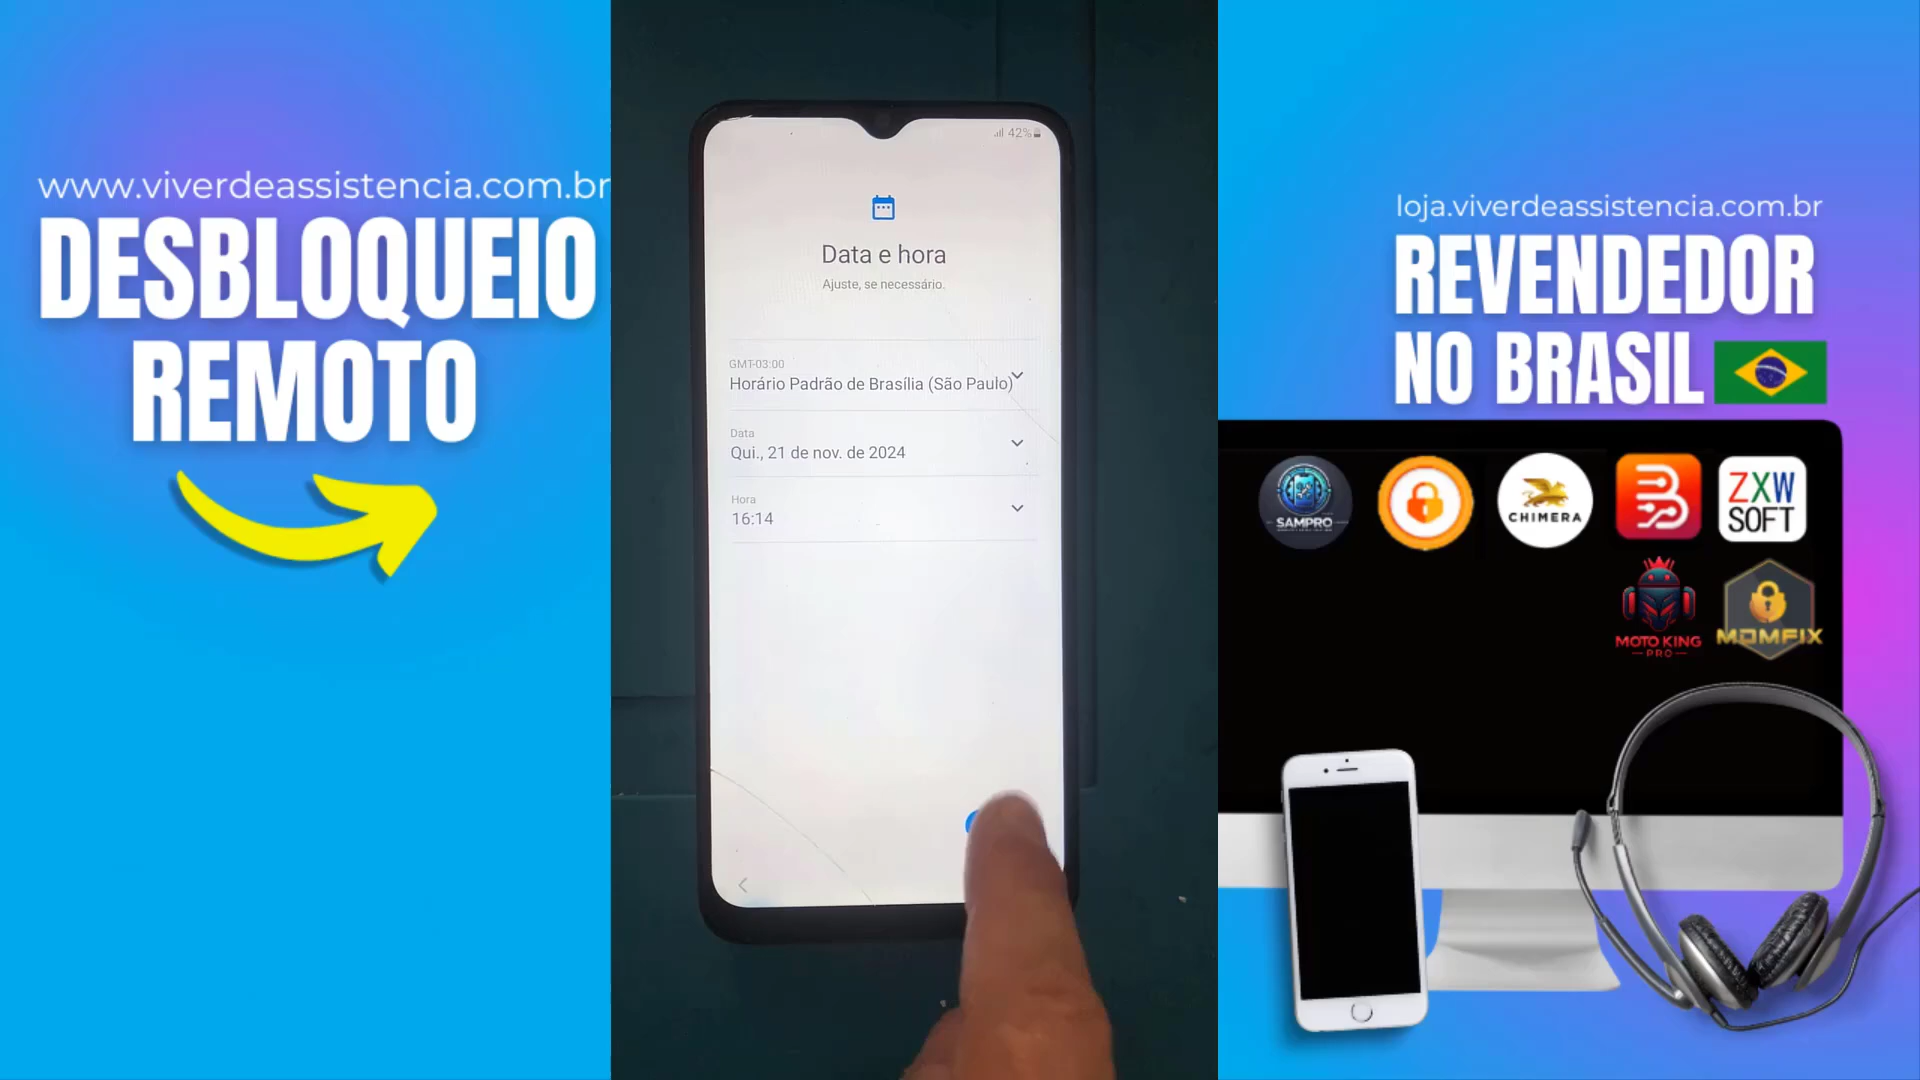 www.viverdeassistencia.com.br
DESBLOQUEIO
REMOTO
42%
Data e hora
Ajuste, se necessário.
GMT-03:00
Horário Padrão de Brasília (São Paulo)
Data
Qui., 21 de nov. de 2024
Hora
16:14
loja.viverdeassistencia.com.br
REVENDEDOR
NO BRASIL
SAMPRO
CHIMERA
ZXW
SOFT
MOTO KING
PRO
MDMFIX